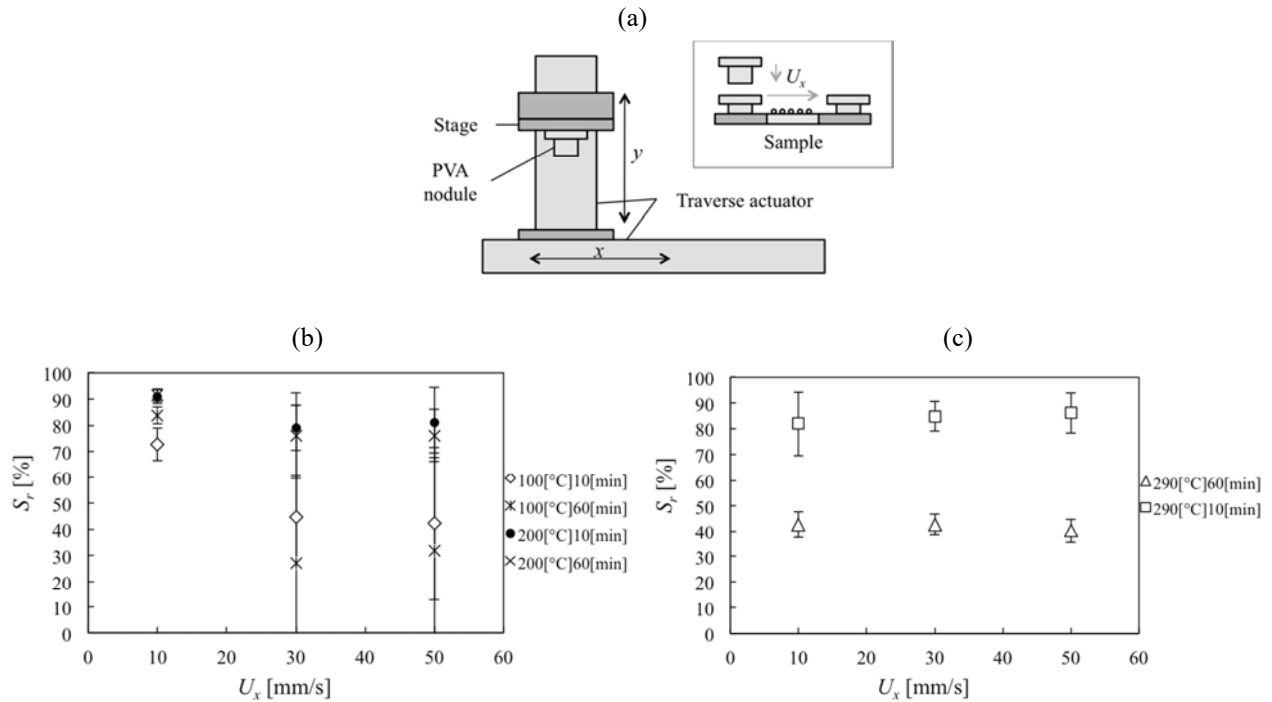 (a)
Stage
PVA
nodule
y
Traverse actuator
x
U_x
Sample
(b)
S_r [%]
100
90
80
70
60
50
40
30
20
10
0
0 10 20 30 40 50 60
U_x [mm/s]
100[°C]10[min]
100[°C]60[min]
200[°C]10[min]
200[°C]60[min]
(c)
S_r [%]
100
90
80
70
60
50
40
30
20
10
0
0 10 20 30 40 50 60
U_x [mm/s]
290[°C]60[min]
290[°C]10[min]